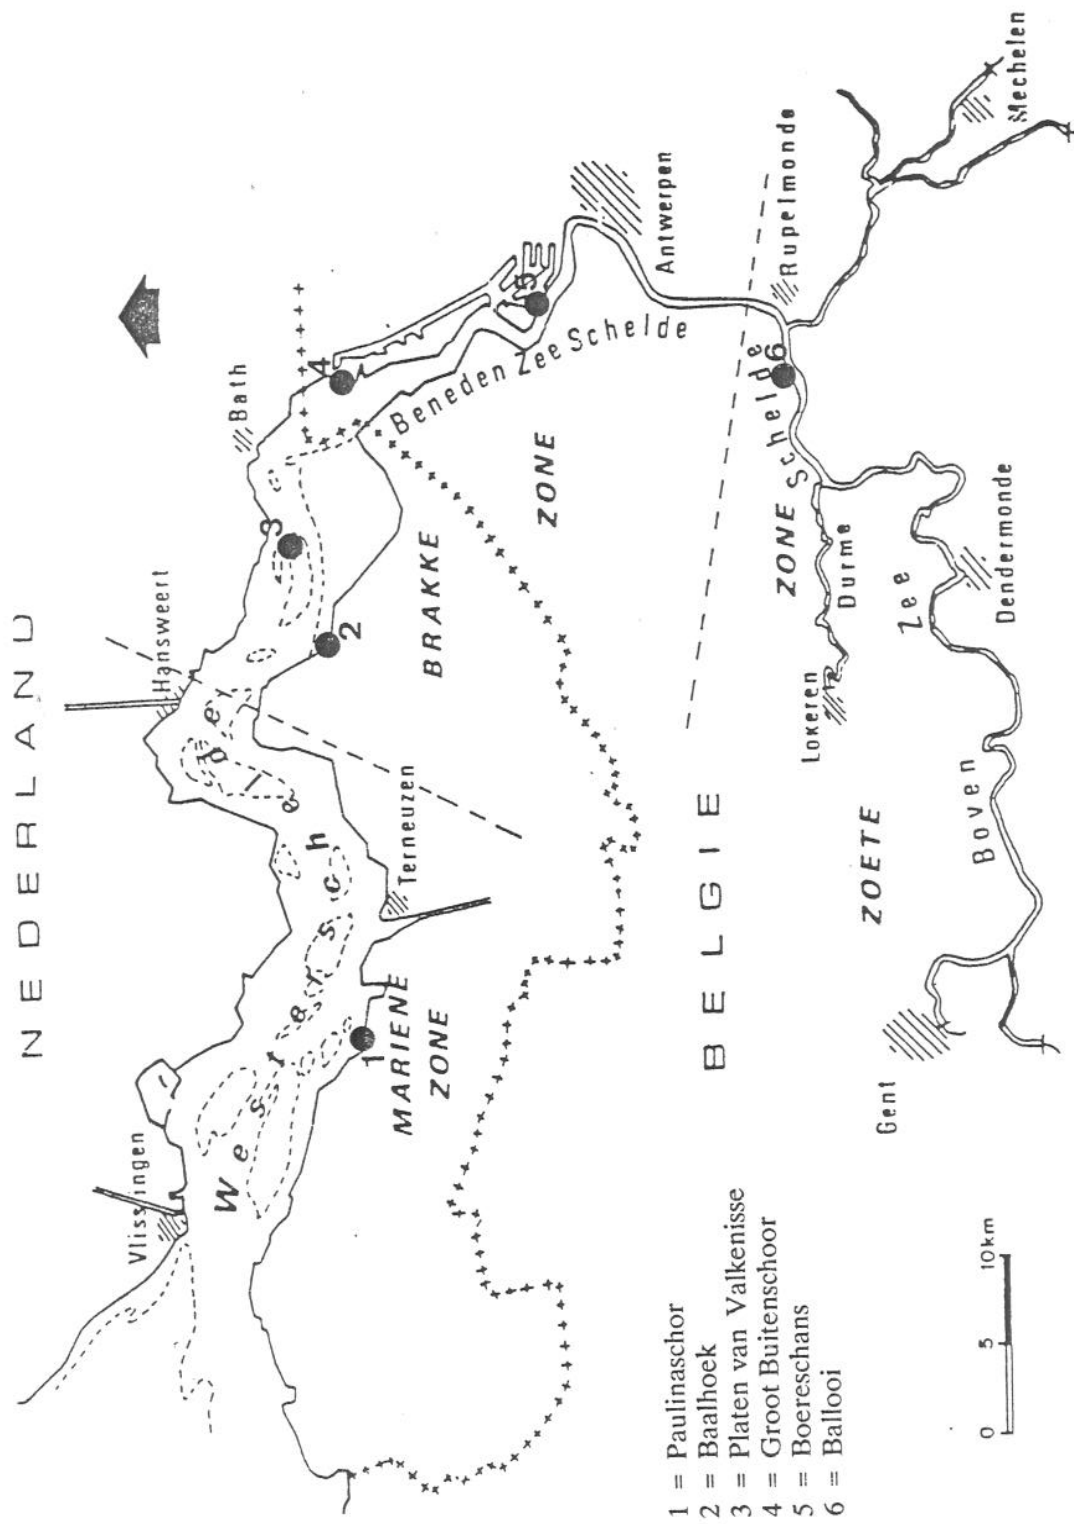 NEDERLAND
Vlissingen
Hansweert
Bath
Westerschelde
Terneuzen
MARIENE
ZONE
BRAKKE
ZONE
Beneden Zee Schelde
Antwerpen
BELGIE
Rupelmonde
ZOETE
ZONE
Lokeren
Durme
Boven Zee Schelde
Gent
Dendermonde
Mechelen
1
2
3
4
5
6
1 = Paulinaschor
2 = Baalhoek
3 = Platen van Valkenisse
4 = Groot Buitenschoor
5 = Boereschans
6 = Ballooi
0 5 10km